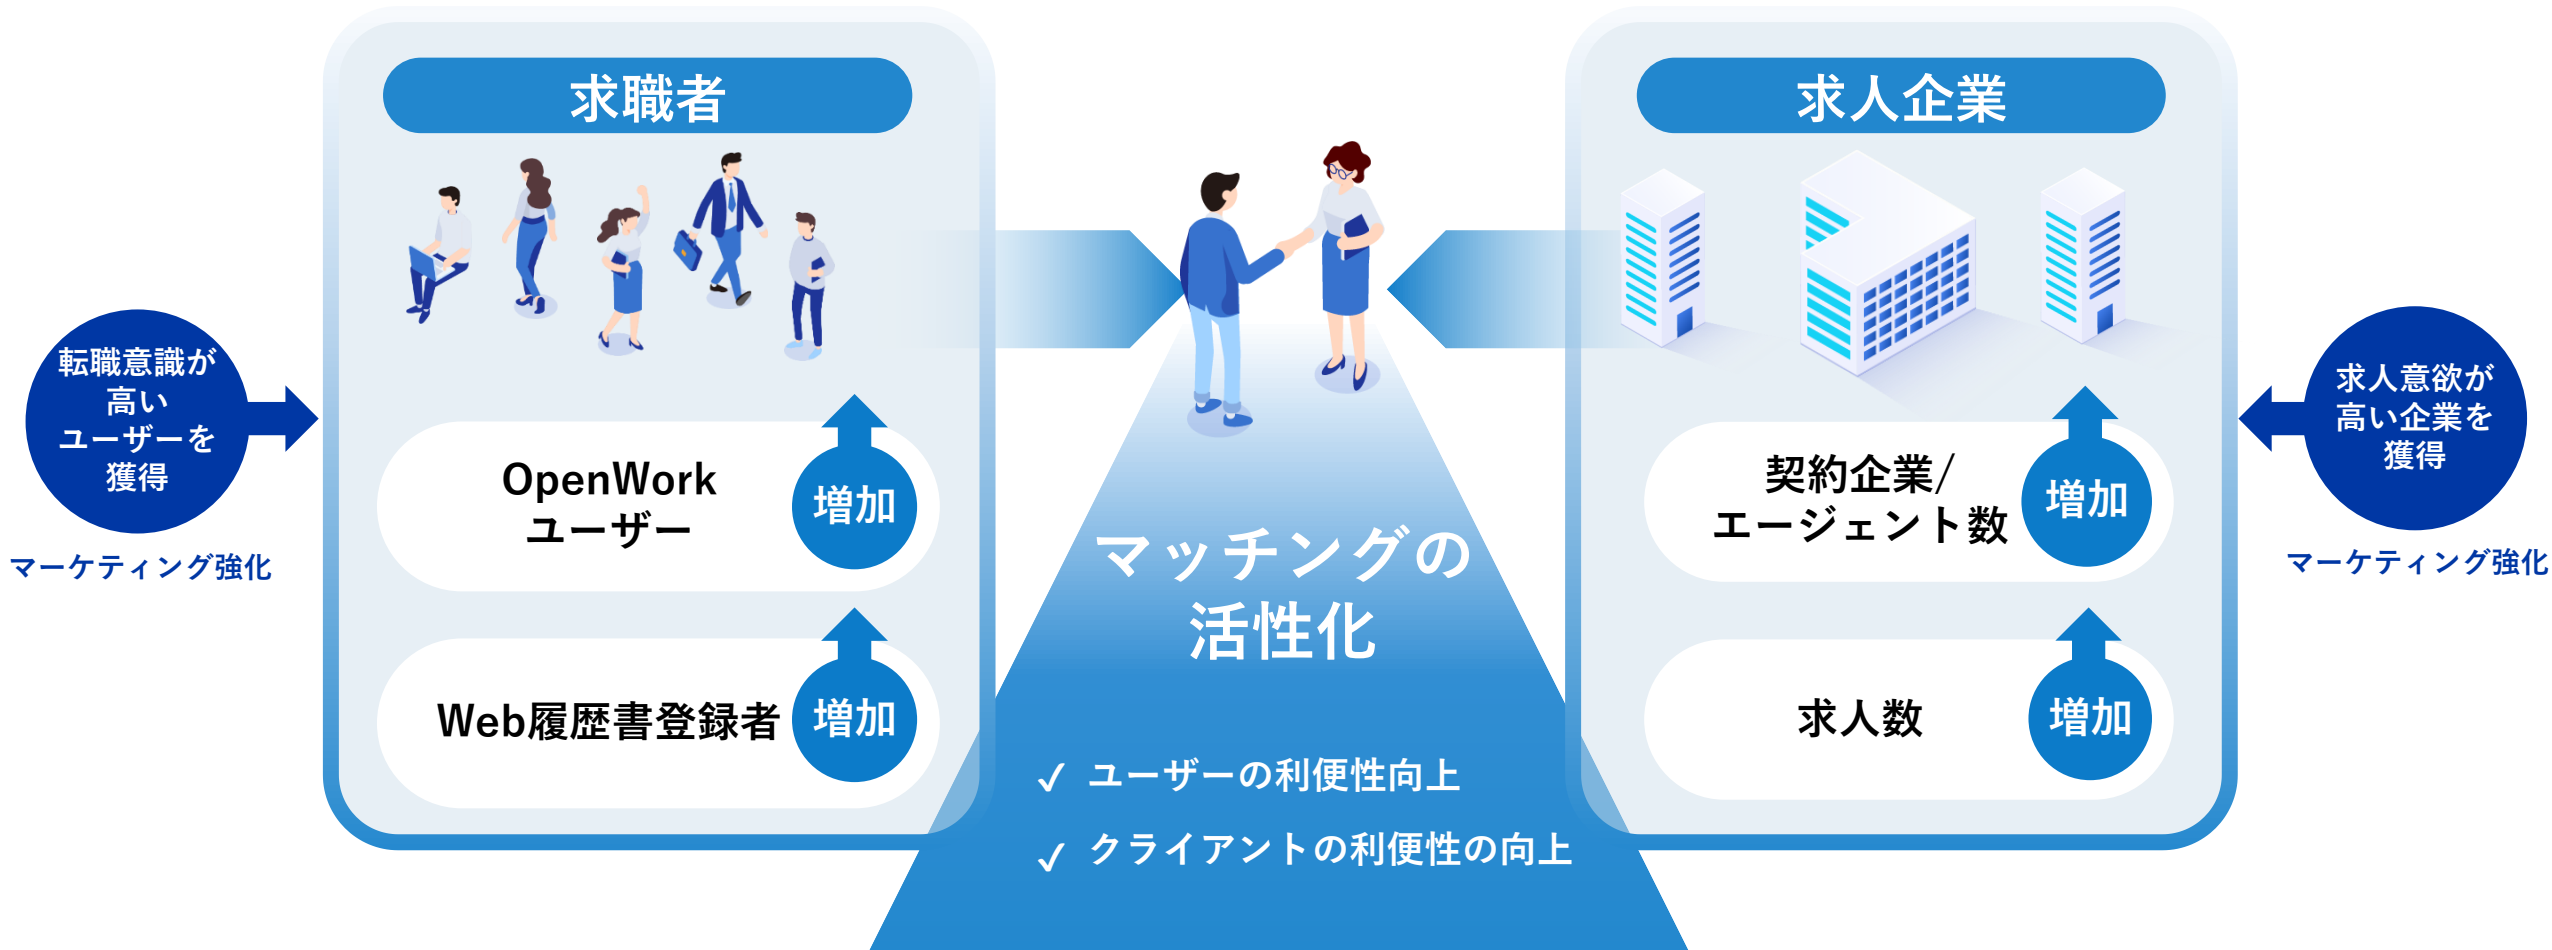 求職者
求人企業
転職意識が
高い
ユーザーを
獲得
マーケティング強化
OpenWork
ユーザー
増加
Web履歴書登録者
増加
マッチングの
活性化
✓ ユーザーの利便性向上
✓ クライアントの利便性の向上
契約企業/
エージェント数
増加
求人数
増加
求人意欲が
高い企業を
獲得
マーケティング強化